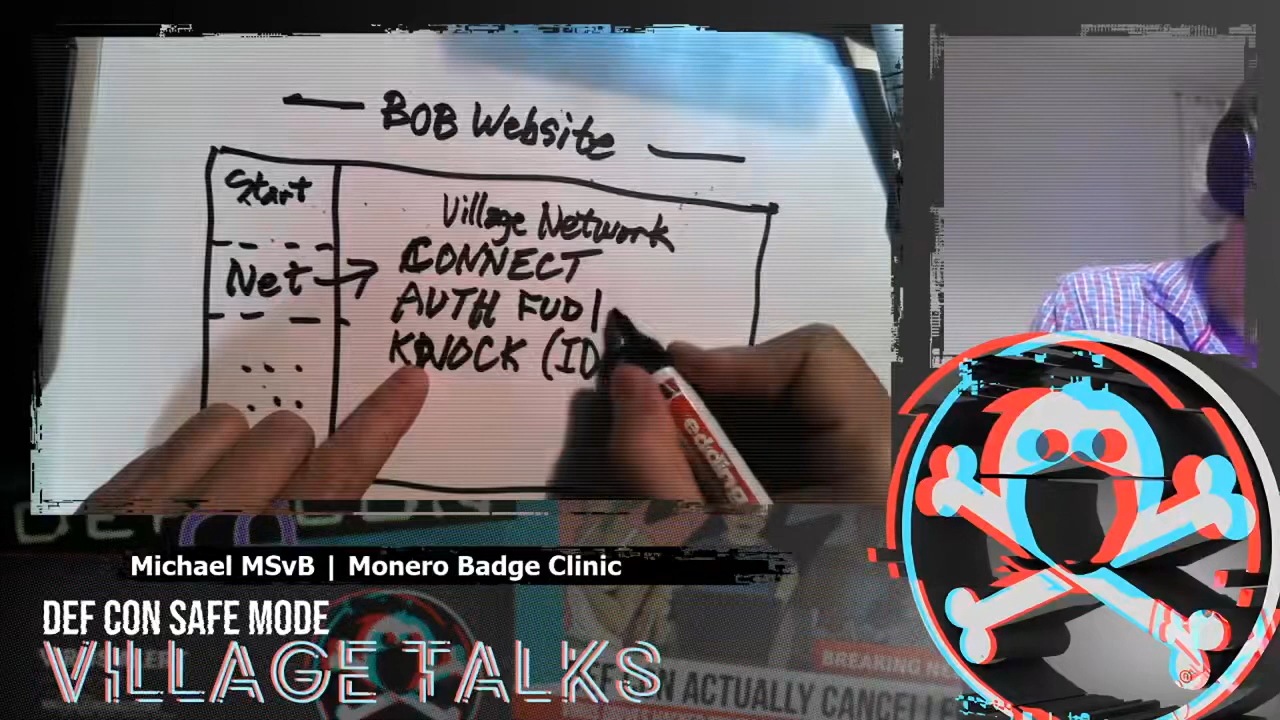 BOB Website
Start
Village Network
CONNECT
Net
AUTH FUD
KNOCK (ID
edding
Michael MSvB | Monero Badge Clinic
DEF CON SAFE MODE
VILLAGE TALKS
BREAKING
CON ACTUALLY CANCELLE